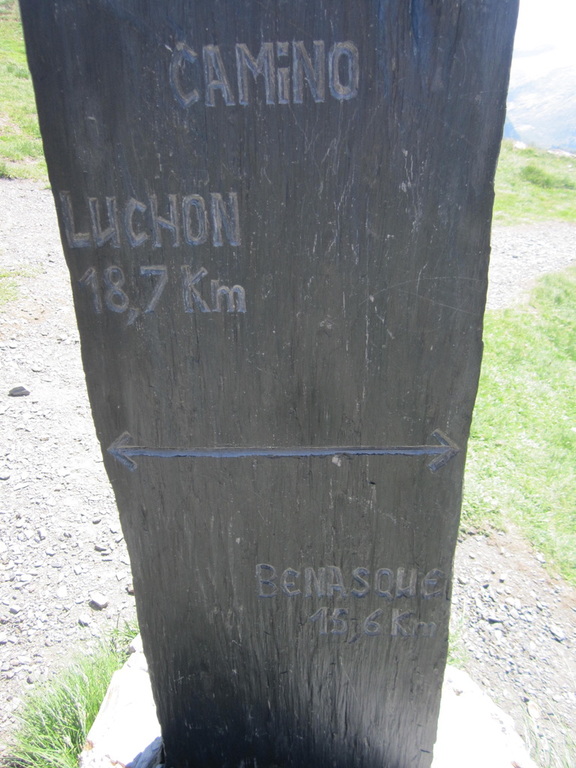 CAMiNO
LUCHON
18,7 Km
BENASQUE
15,6 Km